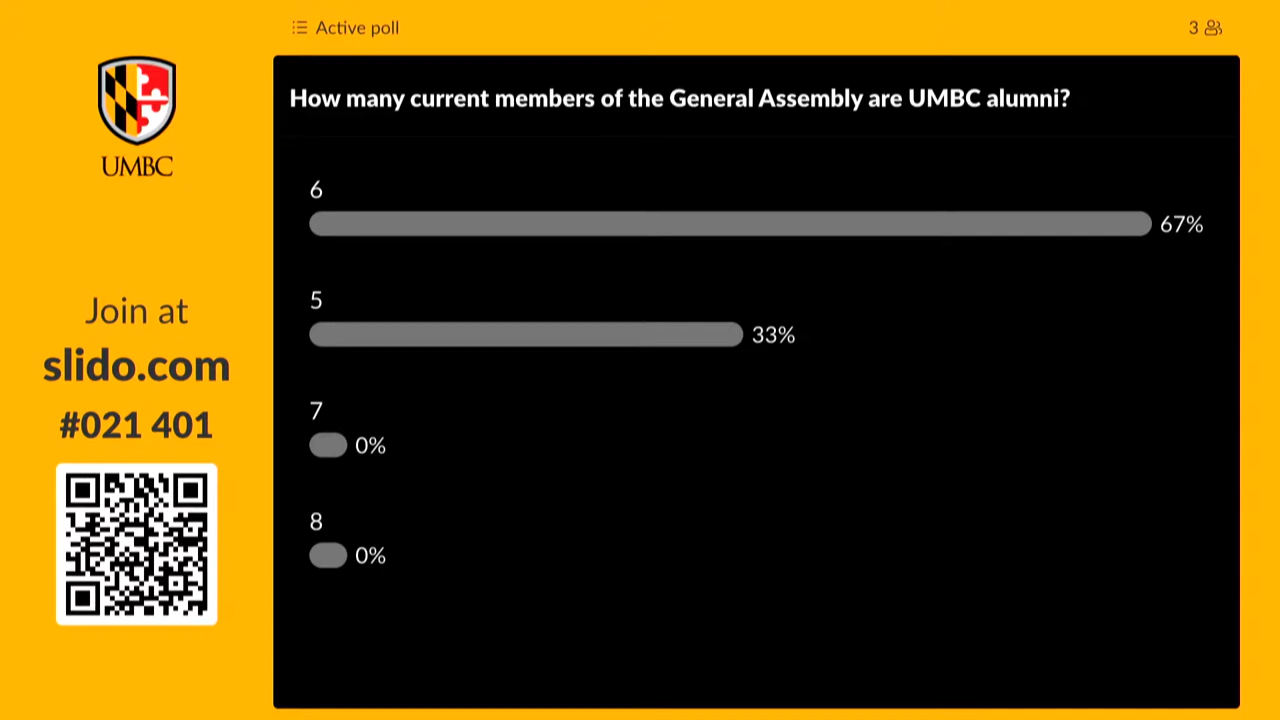 Active poll
3
UMBC
How many current members of the General Assembly are UMBC alumni?
6
67%
5
33%
7
0%
8
0%
Join at
slido.com
#021 401